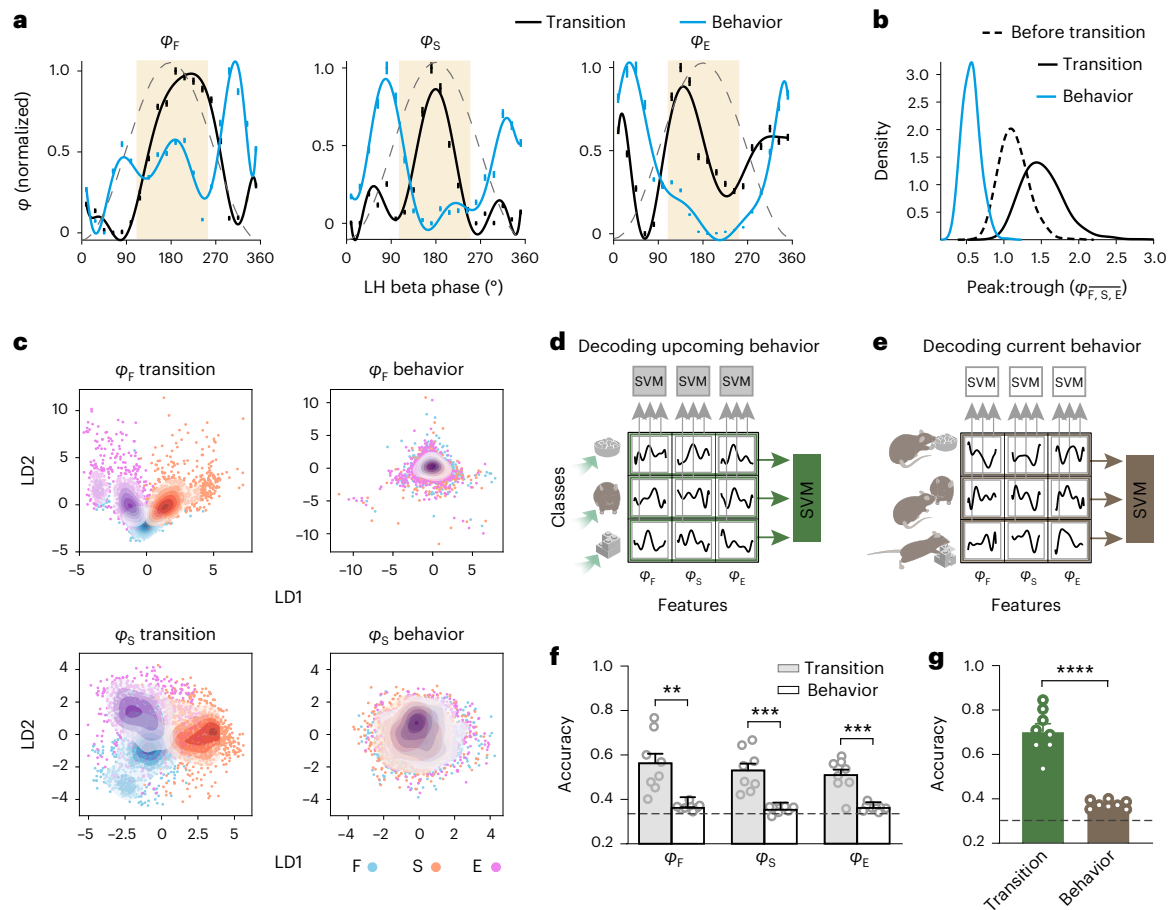 a
Transition
Behavior
φF
φS
φE
φ (normalized)
1.0
0.5
0
0 90 180 270 360
1.0
0.5
0
0 90 180 270 360
1.0
0.5
0
0 90 180 270 360
LH beta phase (°)
b
Before transition
Transition
Behavior
Density
3.0
2.5
2.0
1.5
1.0
0.5
0.5 1.0 1.5 2.0 2.5 3.0
Peak:trough (φF, S, E)
c
φF transition
φF behavior
LD2
10
5
0
−5
0 5
10
5
0
−5
−10
−10 −5 0 5
LD1
φS transition
φS behavior
LD2
4
2
0
−2
−4
−5 −2.5 0 2.5 5
4
2
0
−2
−4
−4 −2 0 2 4
LD1
F
S
E
d
Decoding upcoming behavior
SVM SVM SVM
Classes
SVM
φF φS φE
Features
e
Decoding current behavior
SVM SVM SVM
SVM
φF φS φE
Features
f
Transition
Behavior
Accuracy
1.0
0.8
0.6
0.4
0.2
**
***
***
φF φS φE
g
Accuracy
1.0
0.8
0.6
0.4
0.2
****
Transition
Behavior